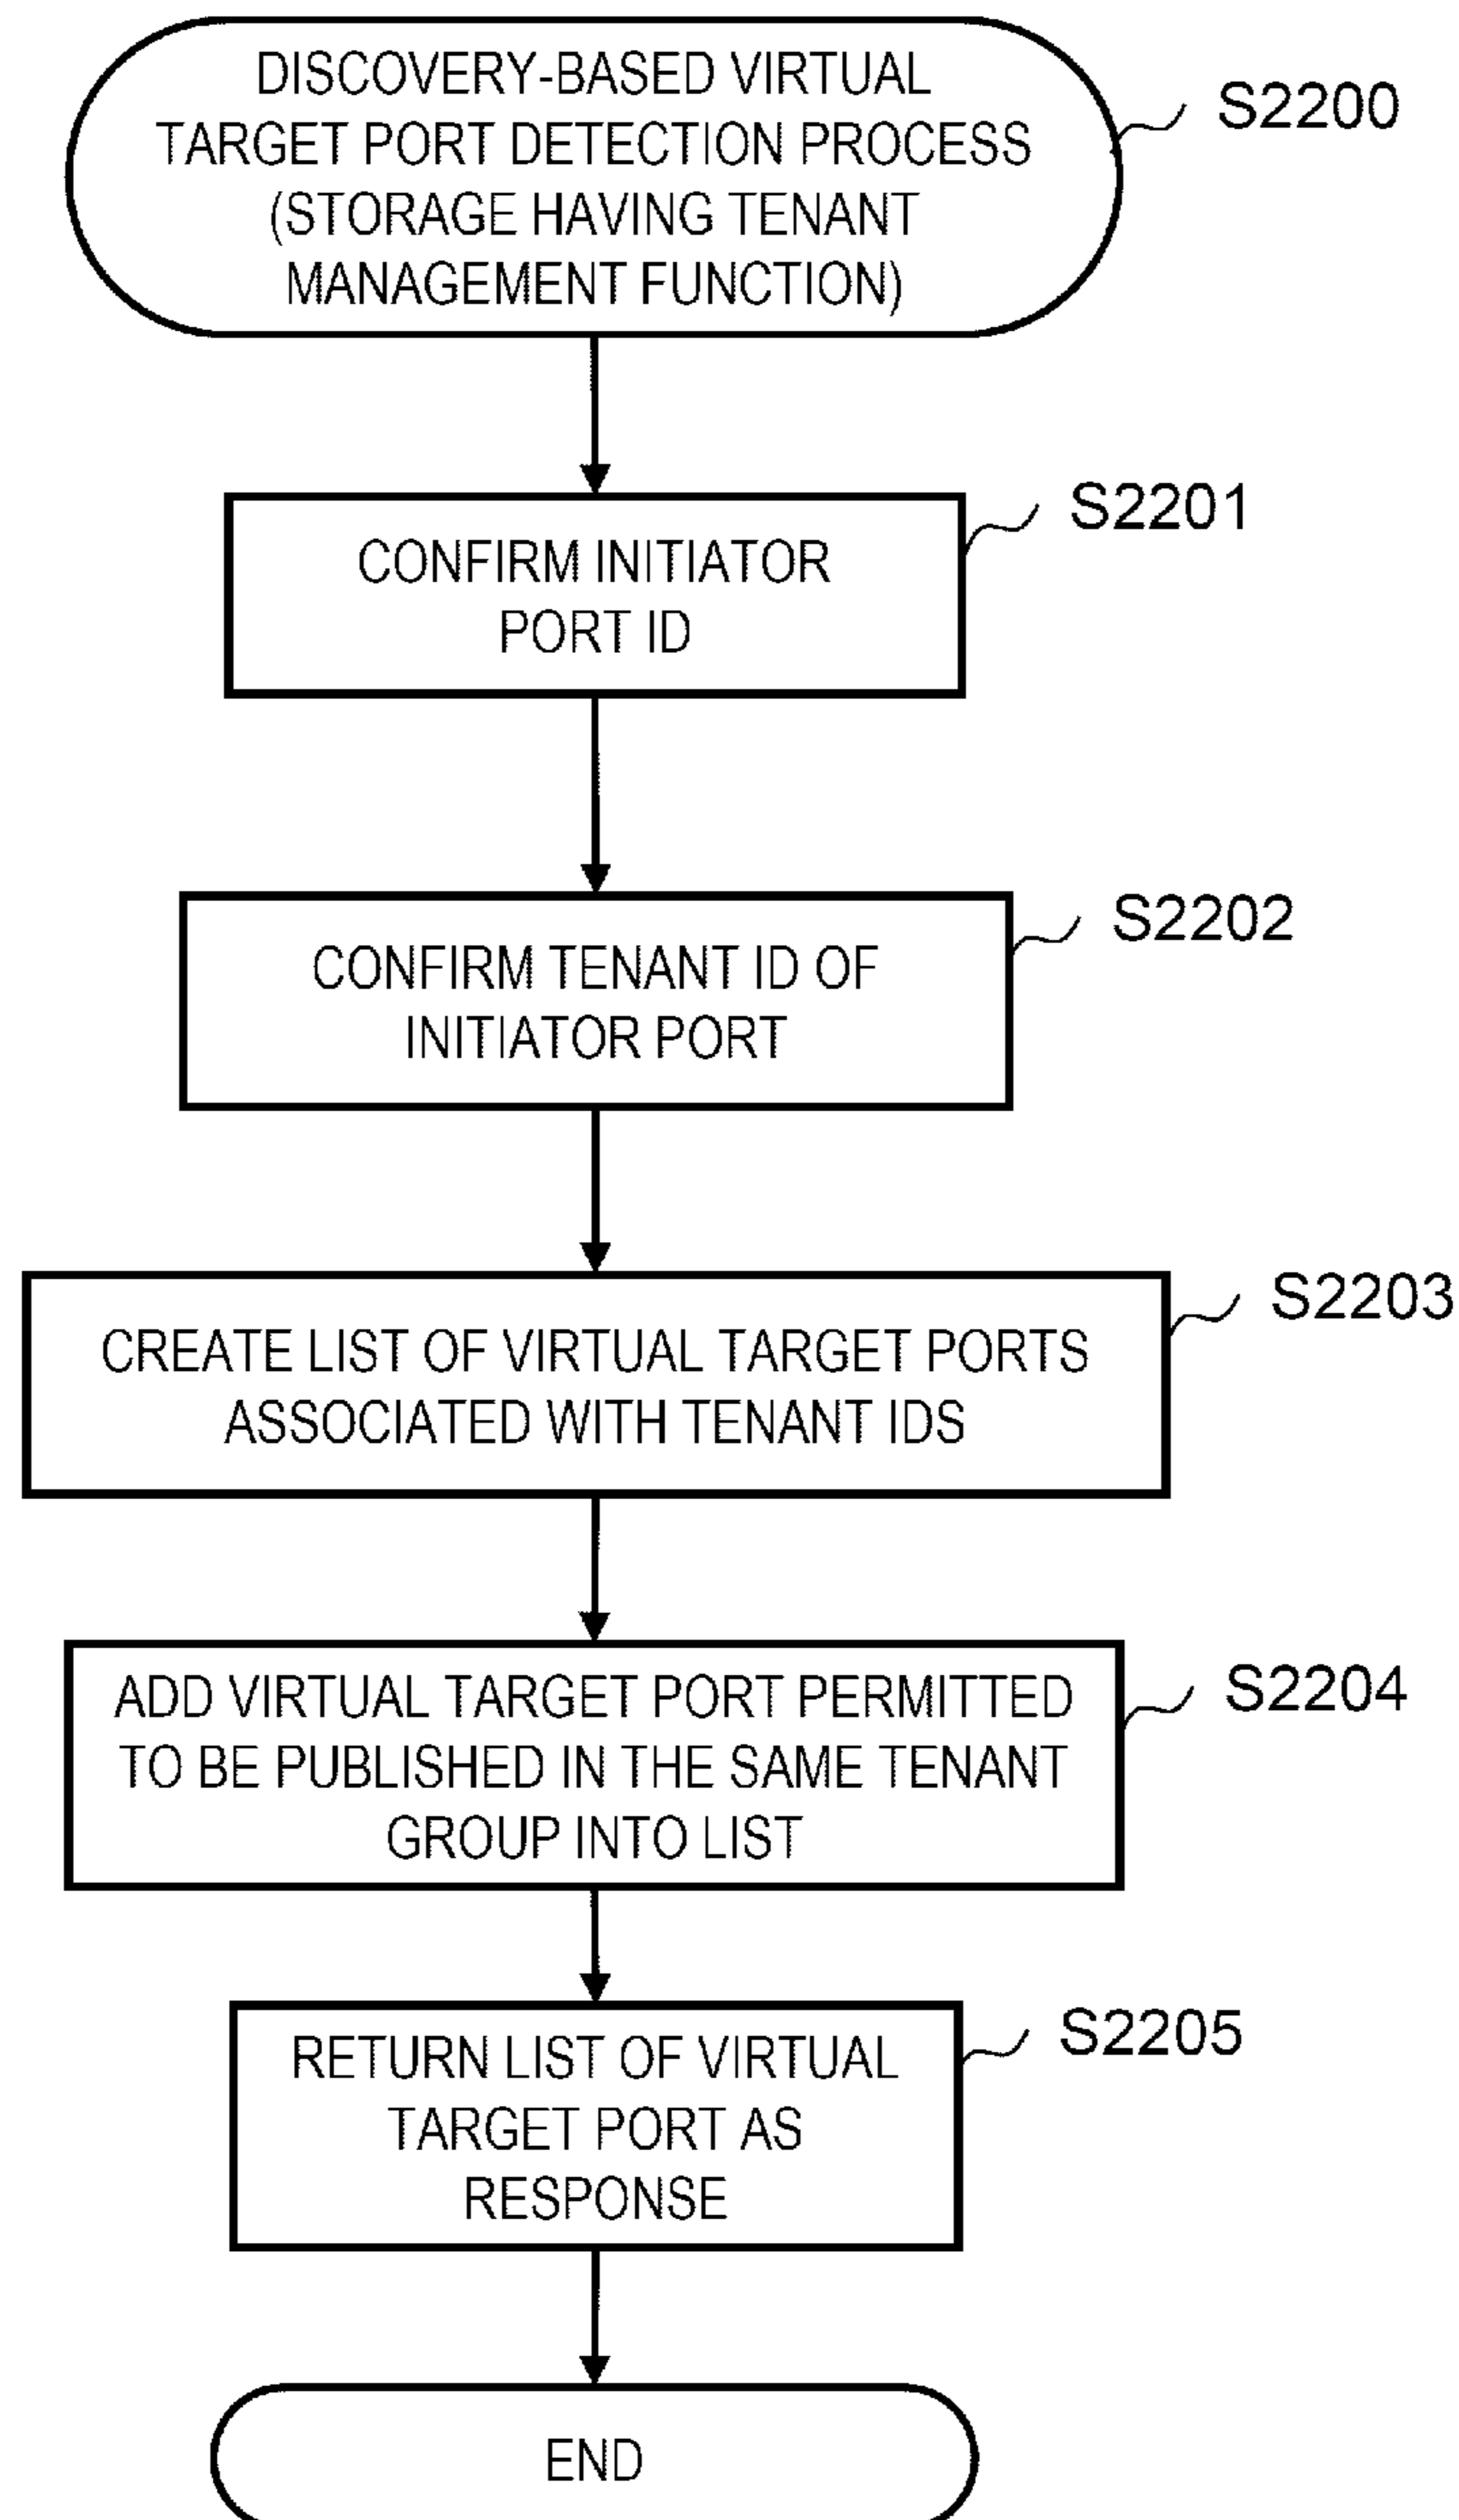 DISCOVERY-BASED VIRTUAL
TARGET PORT DETECTION PROCESS
(STORAGE HAVING TENANT
MANAGEMENT FUNCTION)
S2200
CONFIRM INITIATOR
PORT ID
S2201
CONFIRM TENANT ID OF
INITIATOR PORT
S2202
CREATE LIST OF VIRTUAL TARGET PORTS
ASSOCIATED WITH TENANT IDS
S2203
ADD VIRTUAL TARGET PORT PERMITTED
TO BE PUBLISHED IN THE SAME TENANT
GROUP INTO LIST
S2204
RETURN LIST OF VIRTUAL
TARGET PORT AS
RESPONSE
S2205
END